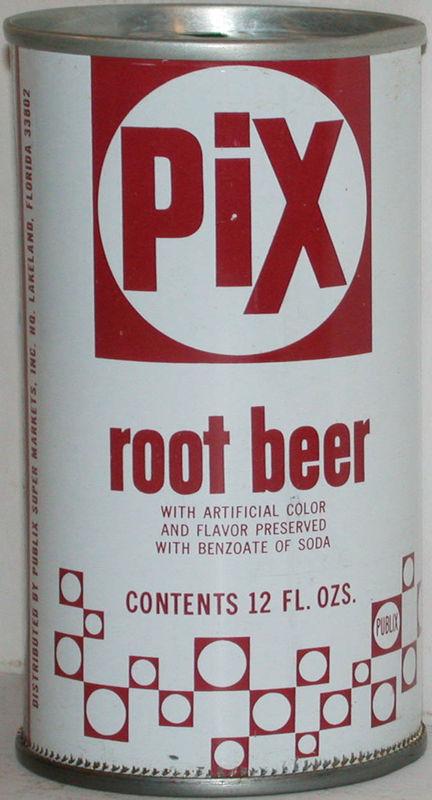 PiX
root beer
WITH ARTIFICIAL COLOR
AND FLAVOR PRESERVED
WITH BENZOATE OF SODA
CONTENTS 12 FL. OZS.
PUBLIX
DISTRIBUTED BY PUBLIX SUPER MARKETS, INC. HQ. LAKELAND, FLORIDA 33802